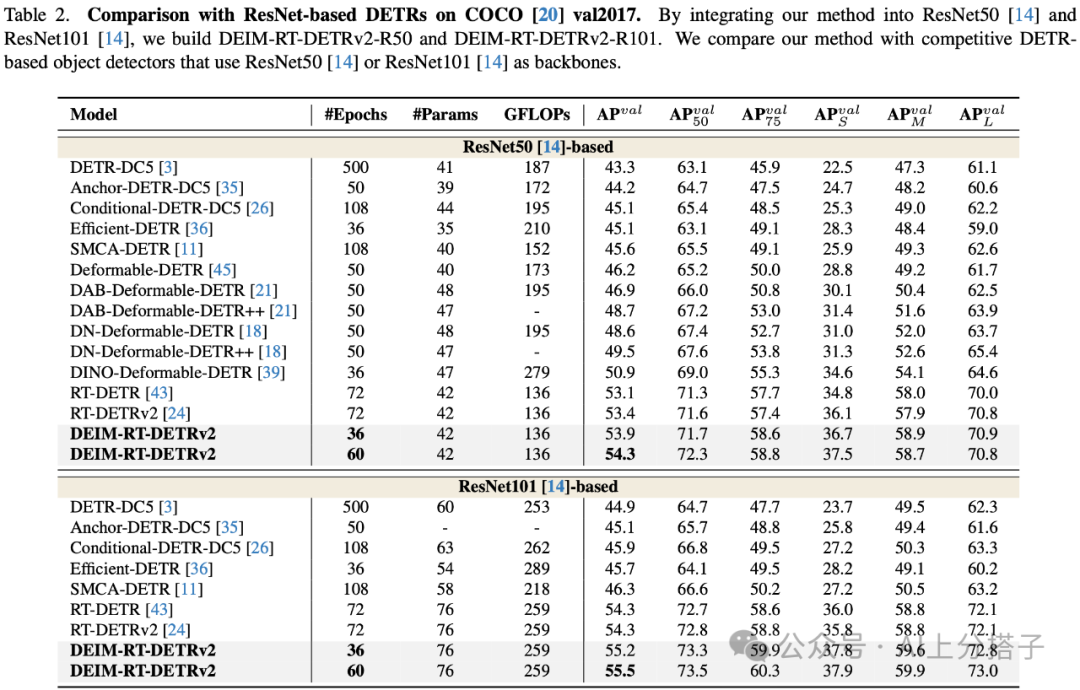 Table 2. Comparison with ResNet-based DETRs on COCO [20] val2017. By integrating our method into ResNet50 [14] and
ResNet101 [14], we build DEIM-RT-DETRv2-R50 and DEIM-RT-DETRv2-R101. We compare our method with competitive DETR-
based object detectors that use ResNet50 [14] or ResNet101 [14] as backbones.
Model #Epochs #Params GFLOPs AP^val AP^val_50 AP^val_75 AP^val_S AP^val_M AP^val_L
ResNet50 [14]-based
DETR-DC5 [3] 500 41 187 43.3 63.1 45.9 22.5 47.3 61.1
Anchor-DETR-DC5 [35] 50 39 172 44.2 64.7 47.5 24.7 48.2 60.6
Conditional-DETR-DC5 [26] 108 44 195 45.1 65.4 48.5 25.3 49.0 62.2
Efficient-DETR [36] 36 35 210 45.1 63.1 49.1 28.3 48.4 59.0
SMCA-DETR [11] 108 40 152 45.6 65.5 49.1 25.9 49.3 62.6
Deformable-DETR [45] 50 40 173 46.2 65.2 50.0 28.8 49.2 61.7
DAB-Deformable-DETR [21] 50 48 195 46.9 66.0 50.8 30.1 50.4 62.5
DAB-Deformable-DETR++ [21] 50 47 - 48.7 67.2 53.0 31.4 51.6 63.9
DN-Deformable-DETR [18] 50 48 195 48.6 67.4 52.7 31.0 52.0 63.7
DN-Deformable-DETR++ [18] 50 47 - 49.5 67.6 53.8 31.3 52.6 65.4
DINO-Deformable-DETR [39] 36 47 279 50.9 69.0 55.3 34.6 54.1 64.6
RT-DETR [43] 72 42 136 53.1 71.3 57.7 34.8 58.0 70.0
RT-DETRv2 [24] 72 42 136 53.4 71.6 57.4 36.1 57.9 70.8
DEIM-RT-DETRv2 36 42 136 53.9 71.7 58.6 36.7 58.9 70.9
DEIM-RT-DETRv2 60 42 136 54.3 72.3 58.8 37.5 58.7 70.8
ResNet101 [14]-based
DETR-DC5 [3] 500 60 253 44.9 64.7 47.7 23.7 49.5 62.3
Anchor-DETR-DC5 [35] 50 - - 45.1 65.7 48.8 25.8 49.4 61.6
Conditional-DETR-DC5 [26] 108 63 262 45.9 66.8 49.5 27.2 50.3 63.3
Efficient-DETR [36] 36 54 289 45.7 64.1 49.5 28.2 49.1 60.2
SMCA-DETR [11] 108 58 218 46.3 66.6 50.2 27.2 50.5 63.2
RT-DETR [43] 72 76 259 54.3 72.7 58.6 36.0 58.8 72.1
RT-DETRv2 [24] 72 76 259 54.3 72.8 58.8 35.8 58.8 72.1
DEIM-RT-DETRv2 36 76 259 55.2 73.3 59.9 37.8 59.6 72.8
DEIM-RT-DETRv2 60 76 259 55.5 73.5 60.3 37.9 59.9 73.0
公众号 · AI上分搭子